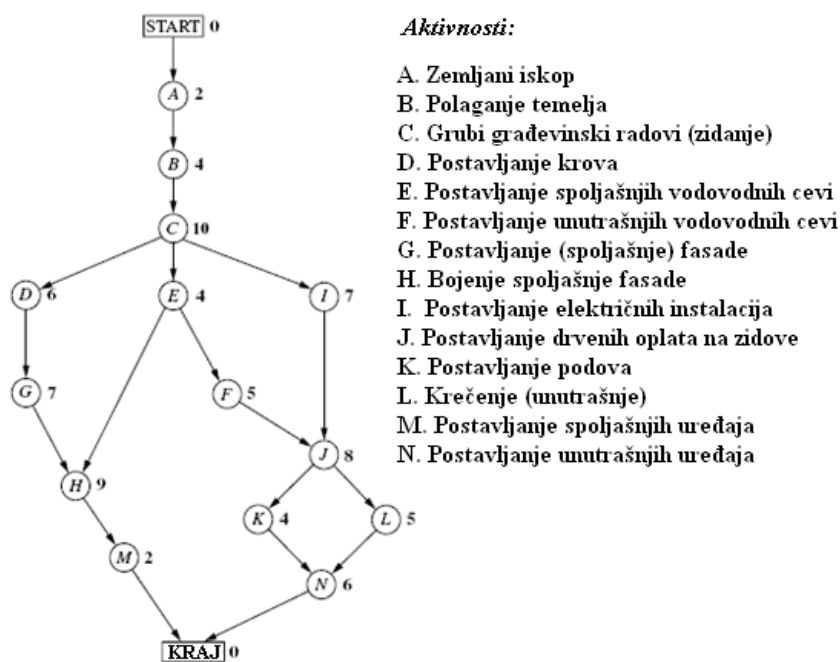 START 0
Aktivnosti:
A 2
B 4
C 10
D 6
E 4
I 7
G 7
F 5
J 8
H 9
K 4
L 5
M 2
N 6
KRAJ 0
A. Zemljani iskop
B. Polaganje temelja
C. Grubi građevinski radovi (zidanje)
D. Postavljanje krova
E. Postavljanje spoljašnjih vodovodnih cevi
F. Postavljanje unutrašnjih vodovodnih cevi
G. Postavljanje (spoljašnje) fasade
H. Bojenje spoljašnje fasade
I. Postavljanje električnih instalacija
J. Postavljanje drvenih oplata na zidove
K. Postavljanje podova
L. Krečenje (unutrašnje)
M. Postavljanje spoljašnjih uređaja
N. Postavljanje unutrašnjih uređaja